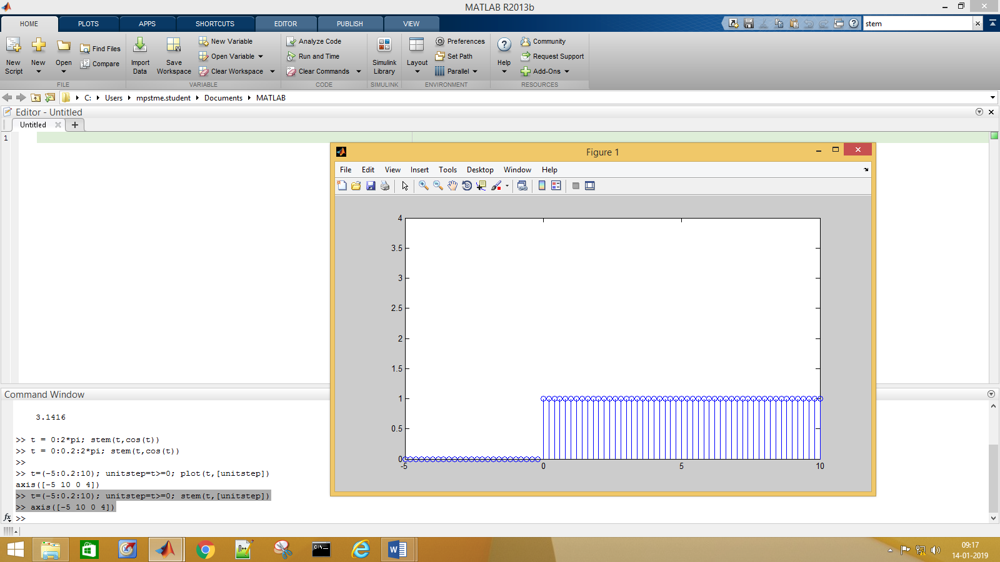 MATLAB R2013b
HOME PLOTS APPS SHORTCUTS EDITOR PUBLISH VIEW
stem
New Script
New
Open
Find Files
Compare
Import Data
Save Workspace
New Variable
Open Variable
Clear Workspace
Analyze Code
Run and Time
Clear Commands
Simulink Library
Layout
Preferences
Set Path
Parallel
Help
Community
Request Support
Add-Ons
FILE VARIABLE CODE SIMULINK ENVIRONMENT RESOURCES
C: Users mpstme.student Documents MATLAB
Editor - Untitled
Untitled
1
Figure 1
File Edit View Insert Tools Desktop Window Help
4
3.5
3
2.5
2
1.5
1
0.5
0
-5 0 5 10
Command Window
3.1416
>> t = 0:2*pi; stem(t,cos(t))
>> t = 0:0.2:2*pi; stem(t,cos(t))
>>
>> t=(-5:0.2:10); unitstep=t>=0; plot(t,[unitstep])
axis([-5 10 0 4])
>> t=(-5:0.2:10); unitstep=t>=0; stem(t,[unitstep])
>> axis([-5 10 0 4])
fx >>
09:17
14-01-2019